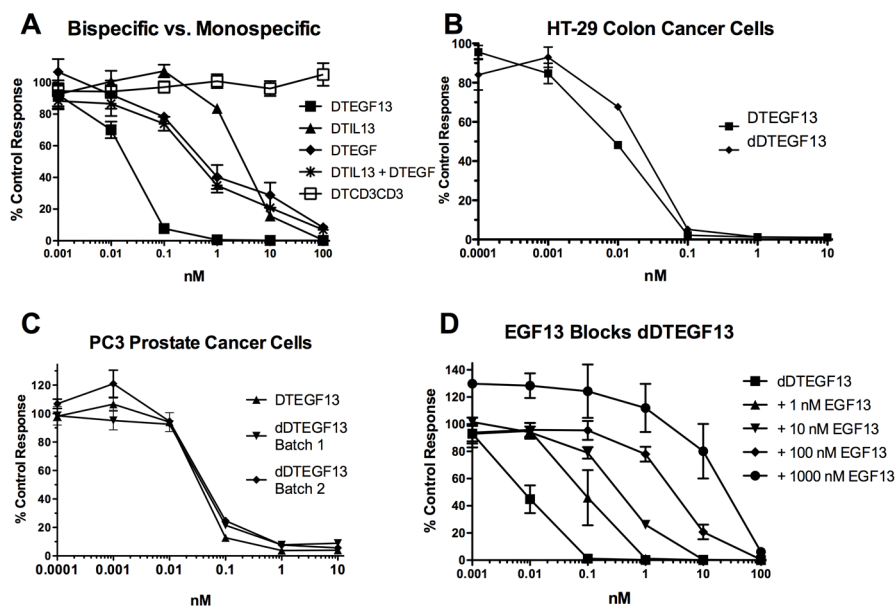 A
Bispecific vs. Monospecific
% Control Response
100
80
60
40
20
0
0.001
0.01
0.1
1
10
100
nM
DTEGF13
DTIL13
DTEGF
DTIL13 + DTEGF
DTCD3CD3
B
HT-29 Colon Cancer Cells
% Control Response
100
80
60
40
20
0
0.0001
0.001
0.01
0.1
1
10
nM
DTEGF13
dDTEGF13
C
PC3 Prostate Cancer Cells
% Control Response
120
100
80
60
40
20
0
0.0001
0.001
0.01
0.1
1
10
nM
DTEGF13
dDTEGF13
Batch 1
dDTEGF13
Batch 2
D
EGF13 Blocks dDTEGF13
% Control Response
140
120
100
80
60
40
20
0
0.001
0.01
0.1
1
10
100
nM
dDTEGF13
+ 1 nM EGF13
+ 10 nM EGF13
+ 100 nM EGF13
+ 1000 nM EGF13